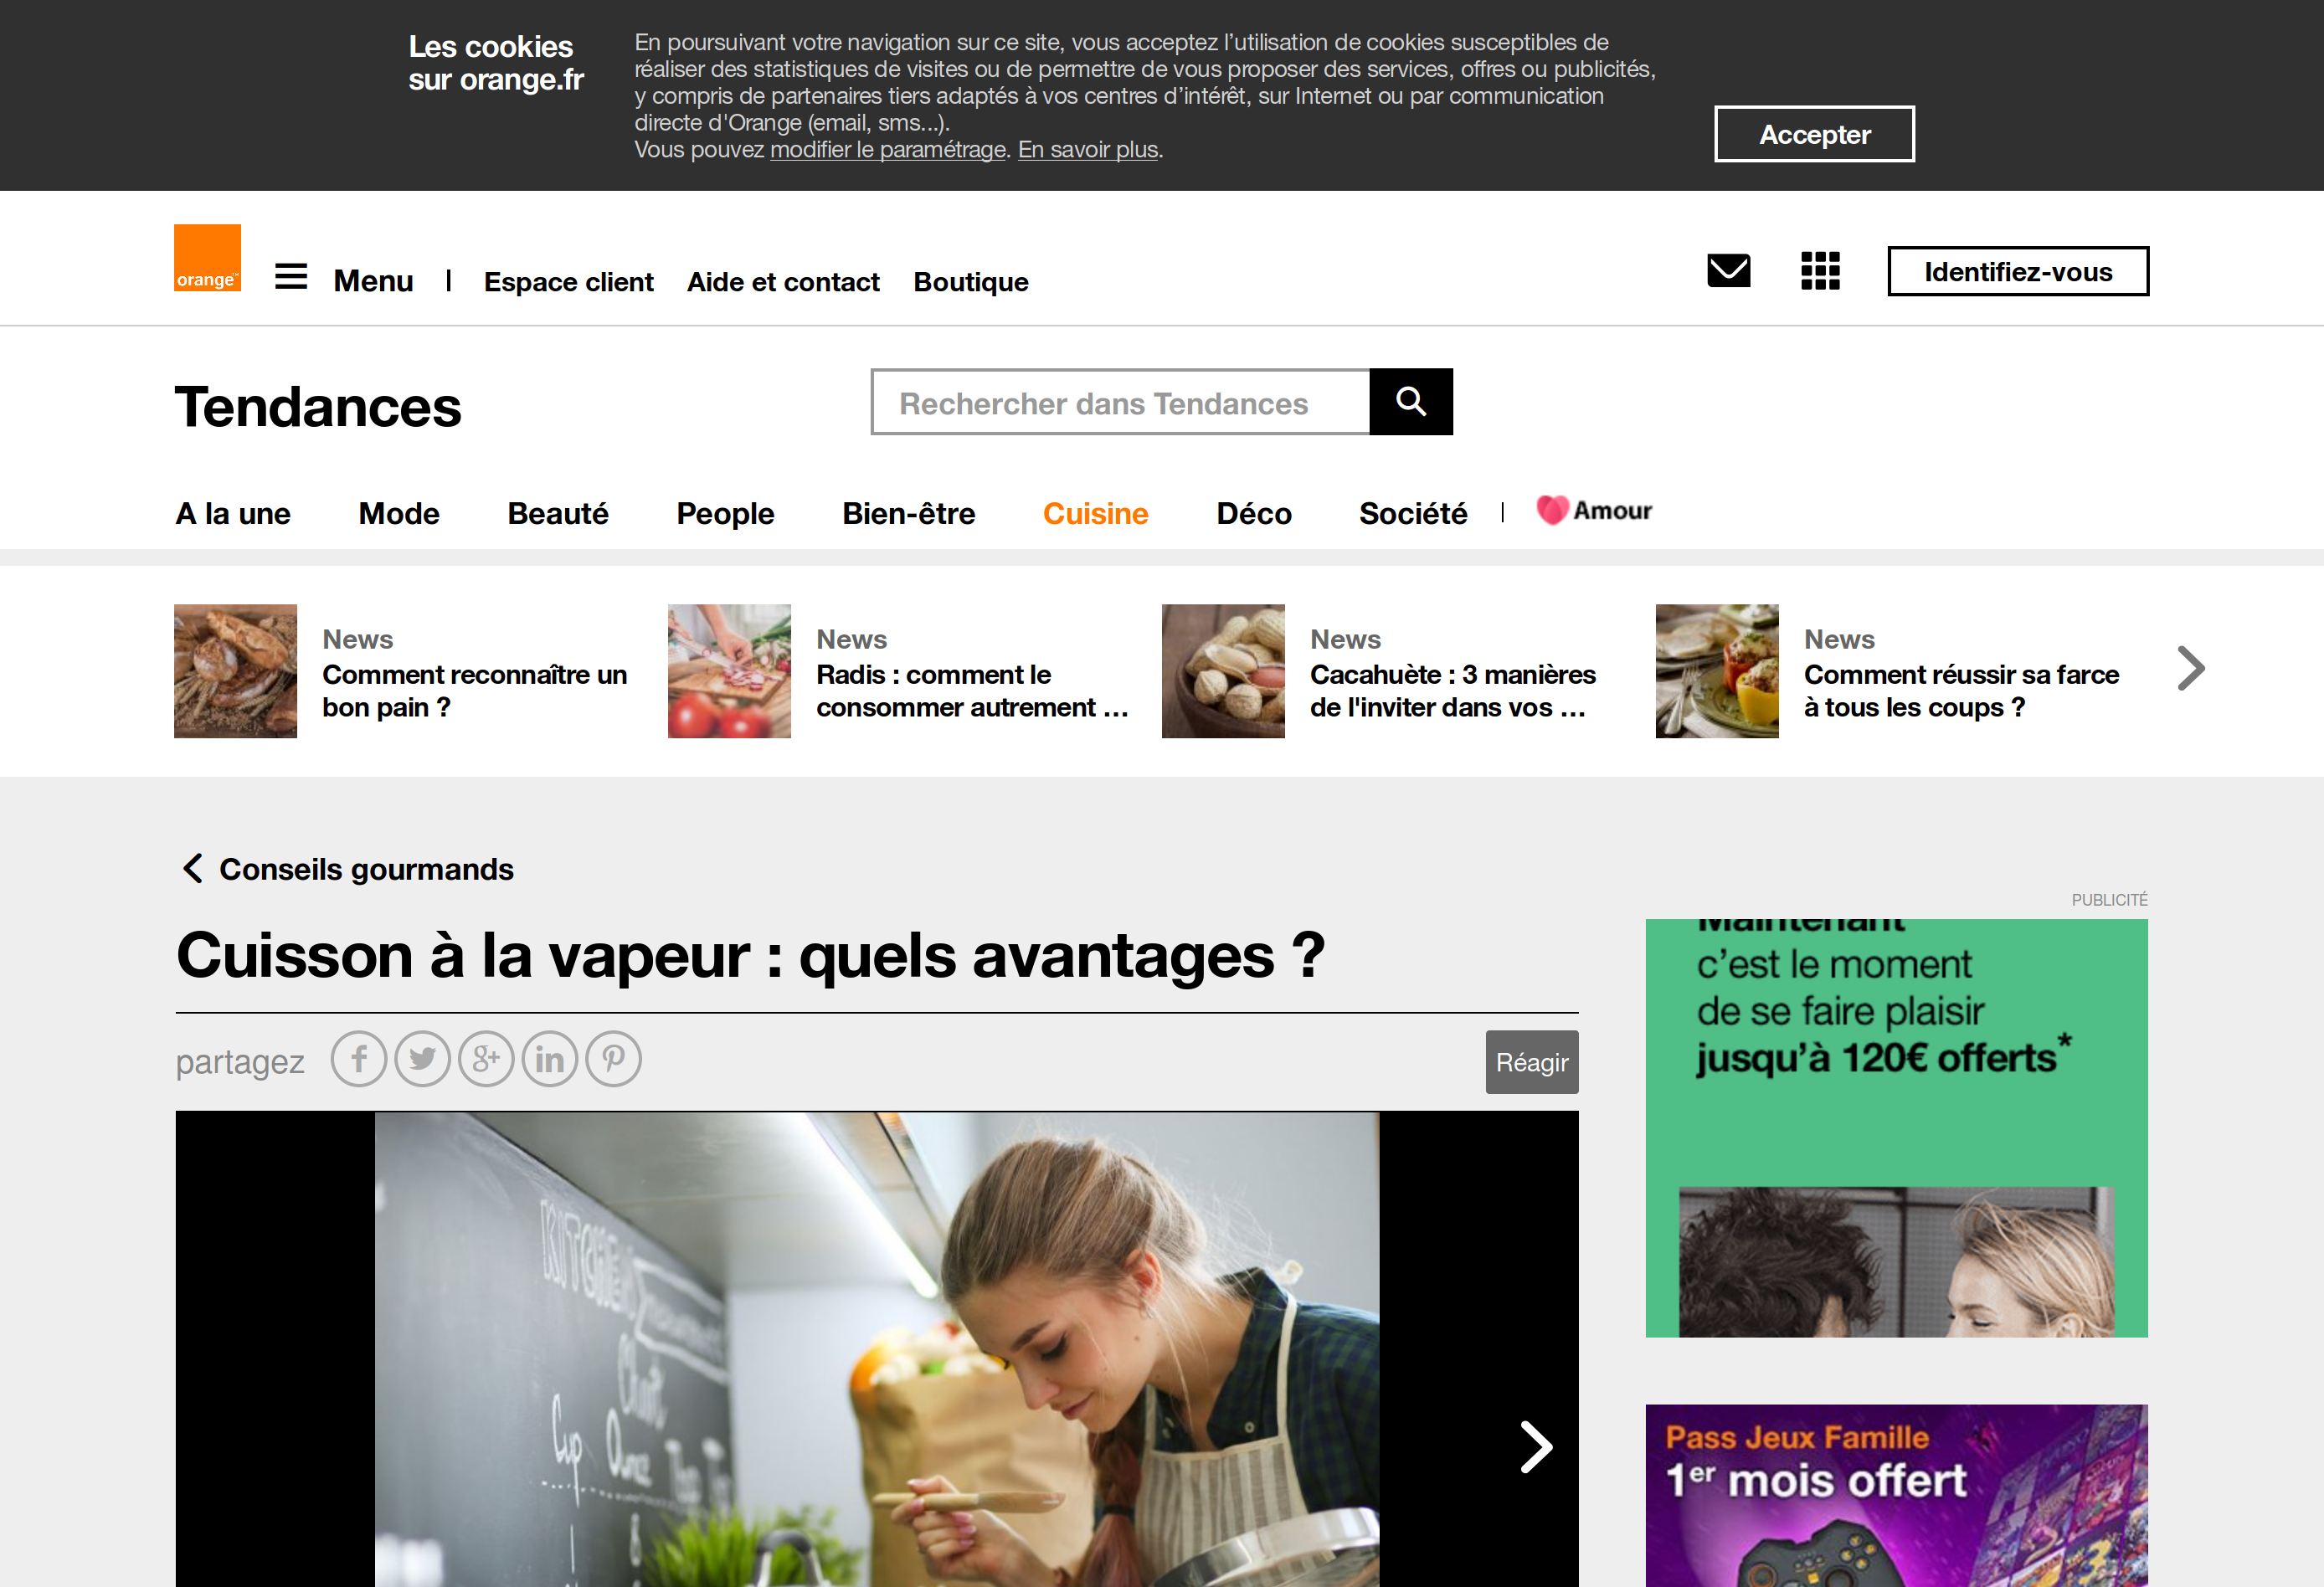 Les cookies
sur orange.fr
En poursuivant votre navigation sur ce site, vous acceptez l’utilisation de cookies susceptibles de
réaliser des statistiques de visites ou de permettre de vous proposer des services, offres ou publicités,
y compris de partenaires tiers adaptés à vos centres d’intérêt, sur Internet ou par communication
directe d'Orange (email, sms...).
Vous pouvez modifier le paramétrage. En savoir plus.
Accepter
orange™
Menu
Espace client
Aide et contact
Boutique
Identifiez-vous
Tendances
Rechercher dans Tendances
A la une
Mode
Beauté
People
Bien-être
Cuisine
Déco
Société
Amour
News
Comment reconnaître un
bon pain ?
News
Radis : comment le
consommer autrement ...
News
Cacahuète : 3 manières
de l'inviter dans vos ...
News
Comment réussir sa farce
à tous les coups ?
Conseils gourmands
PUBLICITÉ
Cuisson à la vapeur : quels avantages ?
partagez
Réagir
Maintenant
c’est le moment
de se faire plaisir
jusqu’à 120€ offerts*
Cup
Pass Jeux Famille
1er mois offert